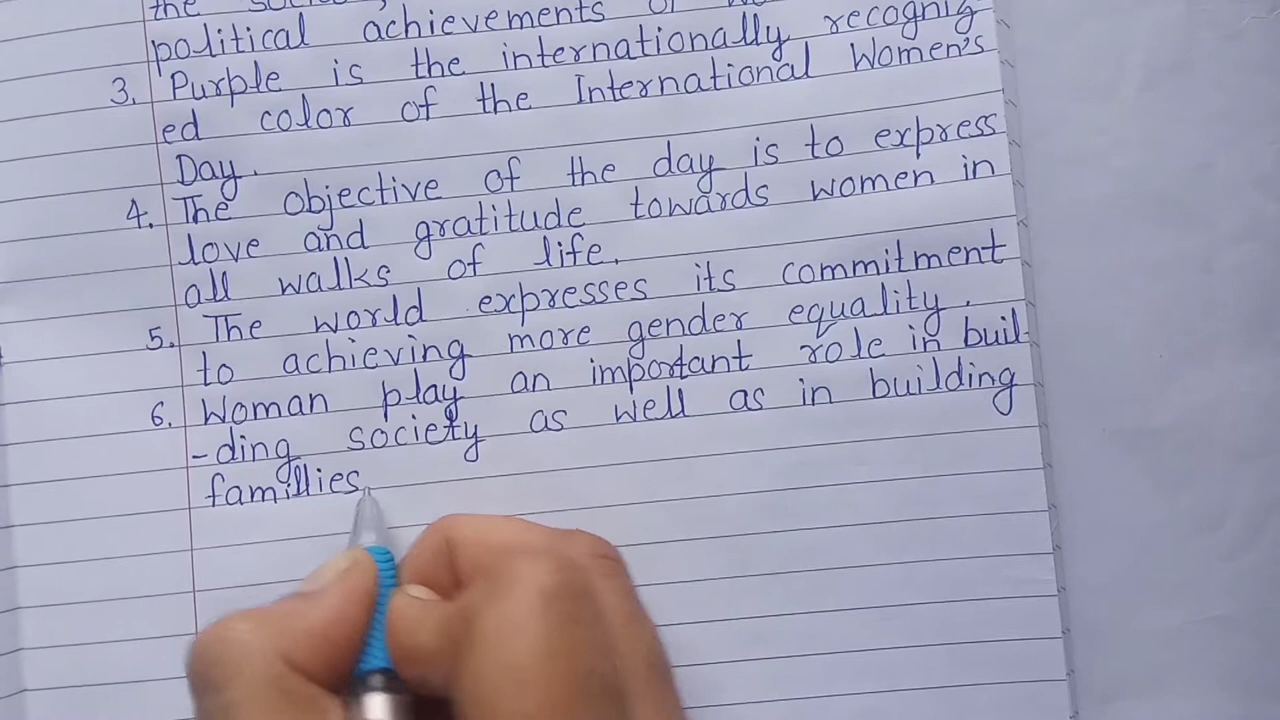 the
political achievements
3. Purple is the internationally recogniz
ed color of the International Women's
Day.
4. The objective of the day is to express
love and gratitude towards women in
all walks of life.
5. The world expresses its commitment
to achieving more gender equality.
6. Woman play an important role in buil-
-ding society as well as in building
famillies